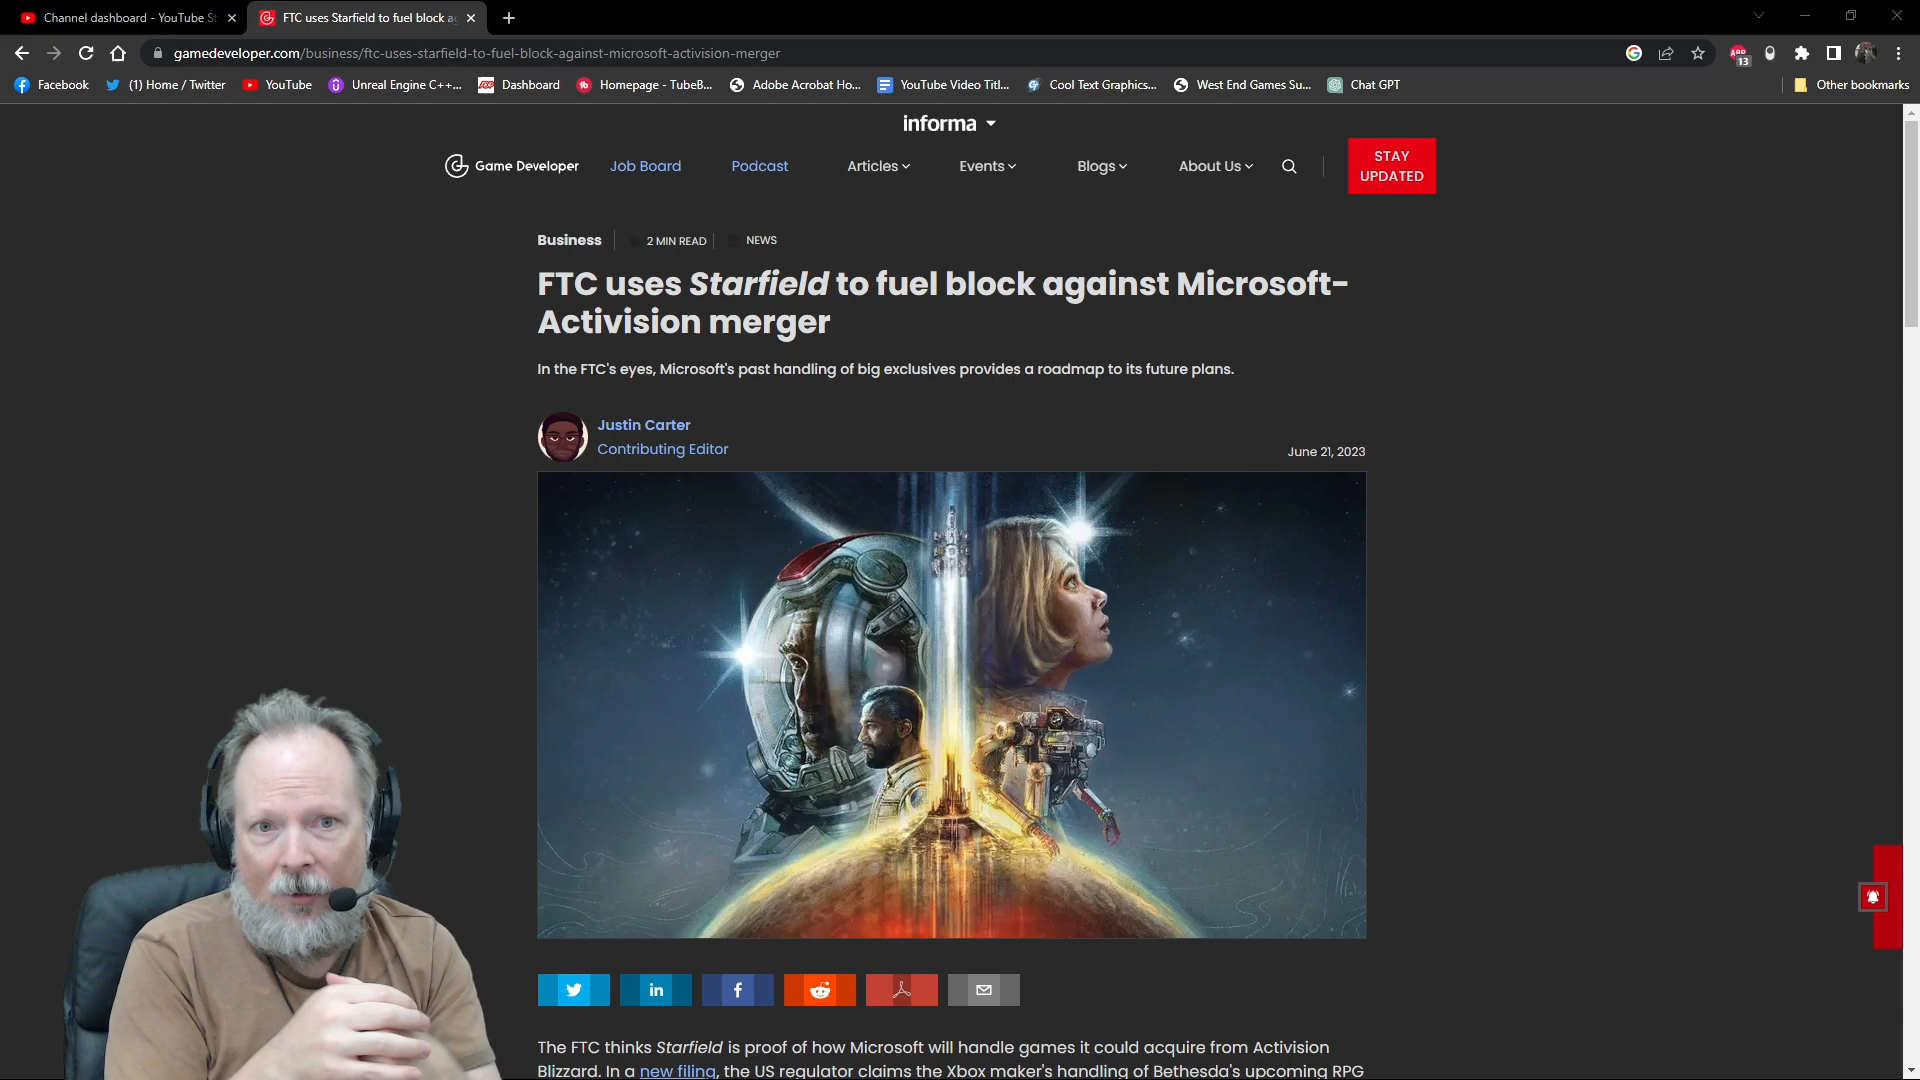 Channel dashboard - YouTube St
FTC uses Starfield to fuel block ag
gamedeveloper.com/business/ftc-uses-starfield-to-fuel-block-against-microsoft-activision-merger
13
Facebook
(1) Home / Twitter
YouTube
Unreal Engine C++...
Dashboard
Homepage - TubeB...
Adobe Acrobat Ho...
YouTube Video Titl...
Cool Text Graphics...
West End Games Su...
Chat GPT
Other bookmarks
informa
Game Developer
Job Board
Podcast
Articles
Events
Blogs
About Us
STAY
UPDATED
Business
2 MIN READ
NEWS
FTC uses Starfield to fuel block against Microsoft-
Activision merger
In the FTC's eyes, Microsoft's past handling of big exclusives provides a roadmap to its future plans.
Justin Carter
Contributing Editor
June 21, 2023
The FTC thinks Starfield is proof of how Microsoft will handle games it could acquire from Activision
Blizzard. In a new filing, the US regulator claims the Xbox maker's handling of Bethesda's upcoming RPG